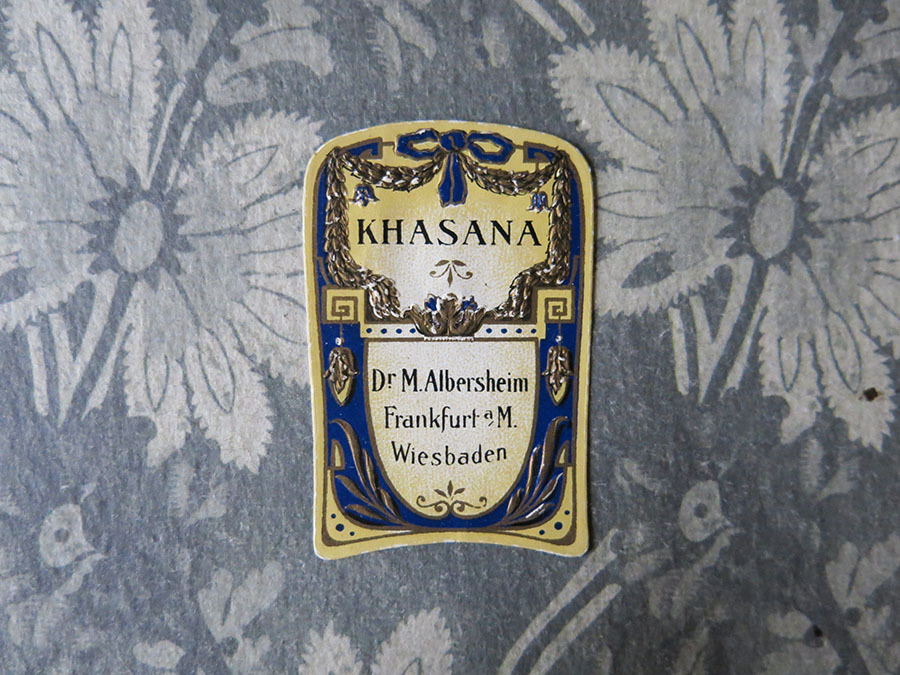 KHASANA
Dr M. Albersheim
Frankfurt a M.
Wiesbaden